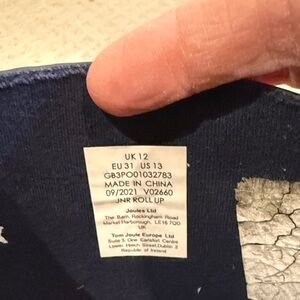 UK 12
EU 31 US 13
GB3PO01032783
MADE IN CHINA
09/2021 V02660
JNR ROLL UP
Joules Ltd
The Barn, Rockingham Road
Market Harborough, LE16 7QD
UK
Tom Joule Europe Ltd
Suite 3, One Earlsfort Centre
Lower Hatch Street, Dublin 2
Republic of Ireland